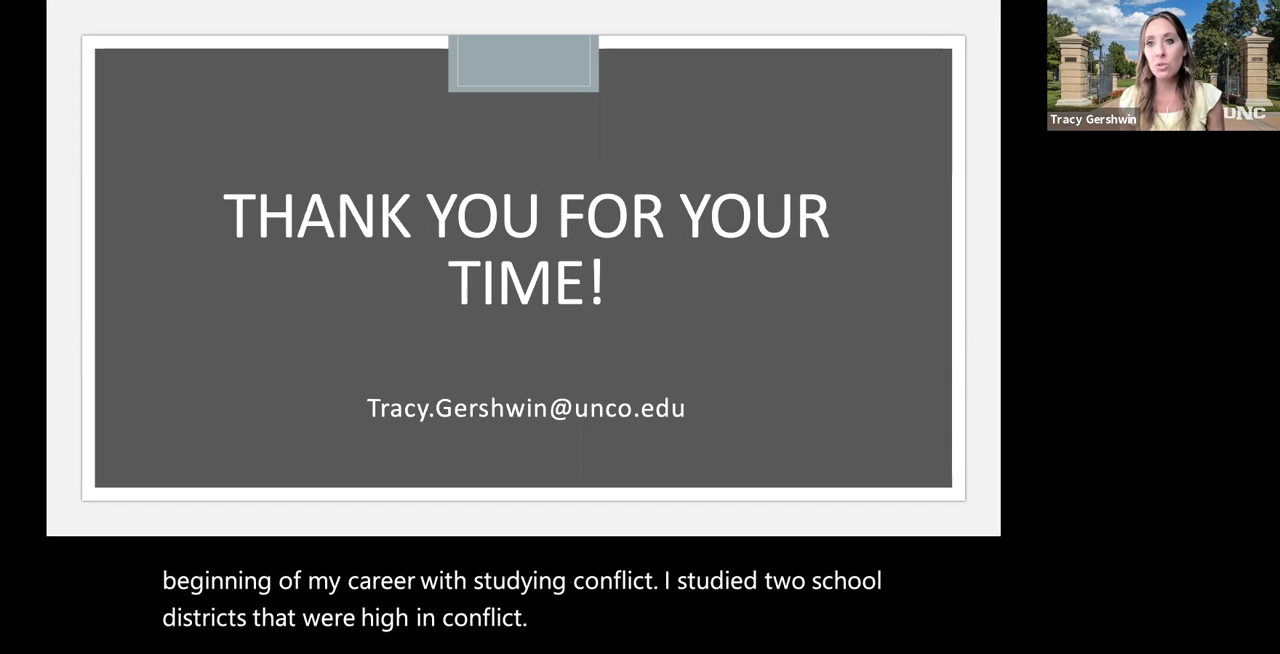 THANK YOU FOR YOUR
TIME!
Tracy.Gershwin@unco.edu
Tracy Gershwin
UNC
beginning of my career with studying conflict. I studied two school
districts that were high in conflict.